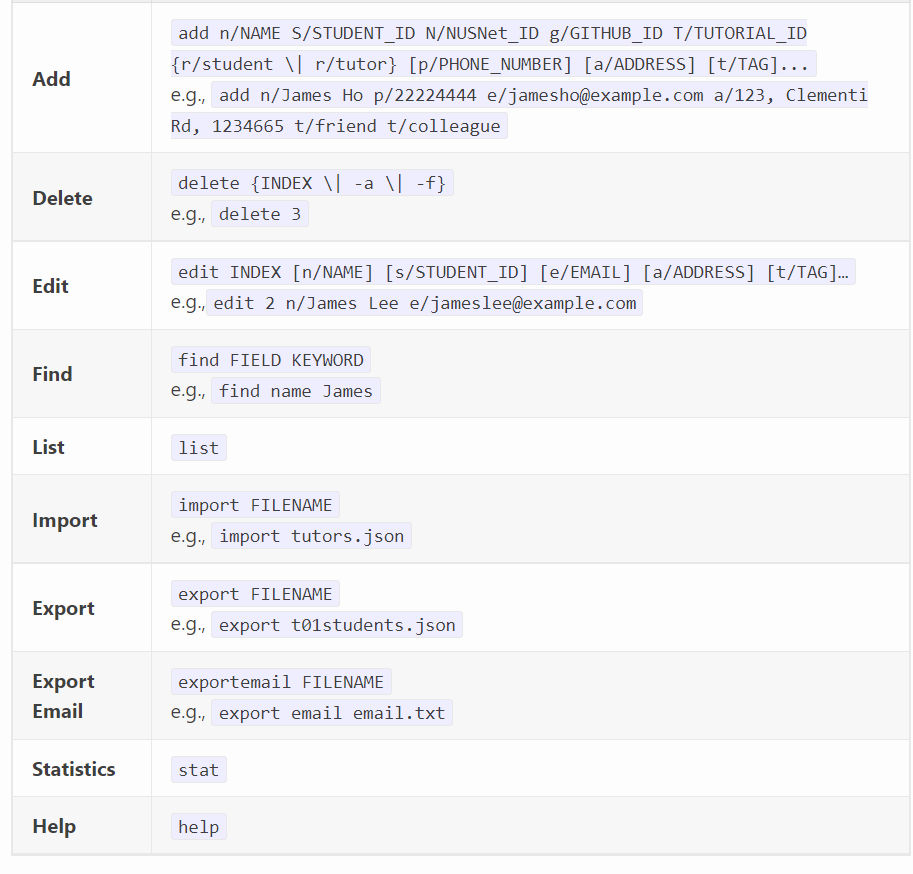 Add
add n/NAME S/STUDENT_ID N/NUSNet_ID g/GITHUB_ID T/TUTORIAL_ID
{r/student \| r/tutor} [p/PHONE_NUMBER] [a/ADDRESS] [t/TAG]...
e.g., add n/James Ho p/22224444 e/jamesho@example.com a/123, Clementi
Rd, 1234665 t/friend t/colleague
Delete
delete {INDEX \| -a \| -f}
e.g., delete 3
Edit
edit INDEX [n/NAME] [s/STUDENT_ID] [e/EMAIL] [a/ADDRESS] [t/TAG]…
e.g., edit 2 n/James Lee e/jameslee@example.com
Find
find FIELD KEYWORD
e.g., find name James
List
list
Import
import FILENAME
e.g., import tutors.json
Export
export FILENAME
e.g., export t01students.json
Export
Email
exportemail FILENAME
e.g., export email email.txt
Statistics
stat
Help
help